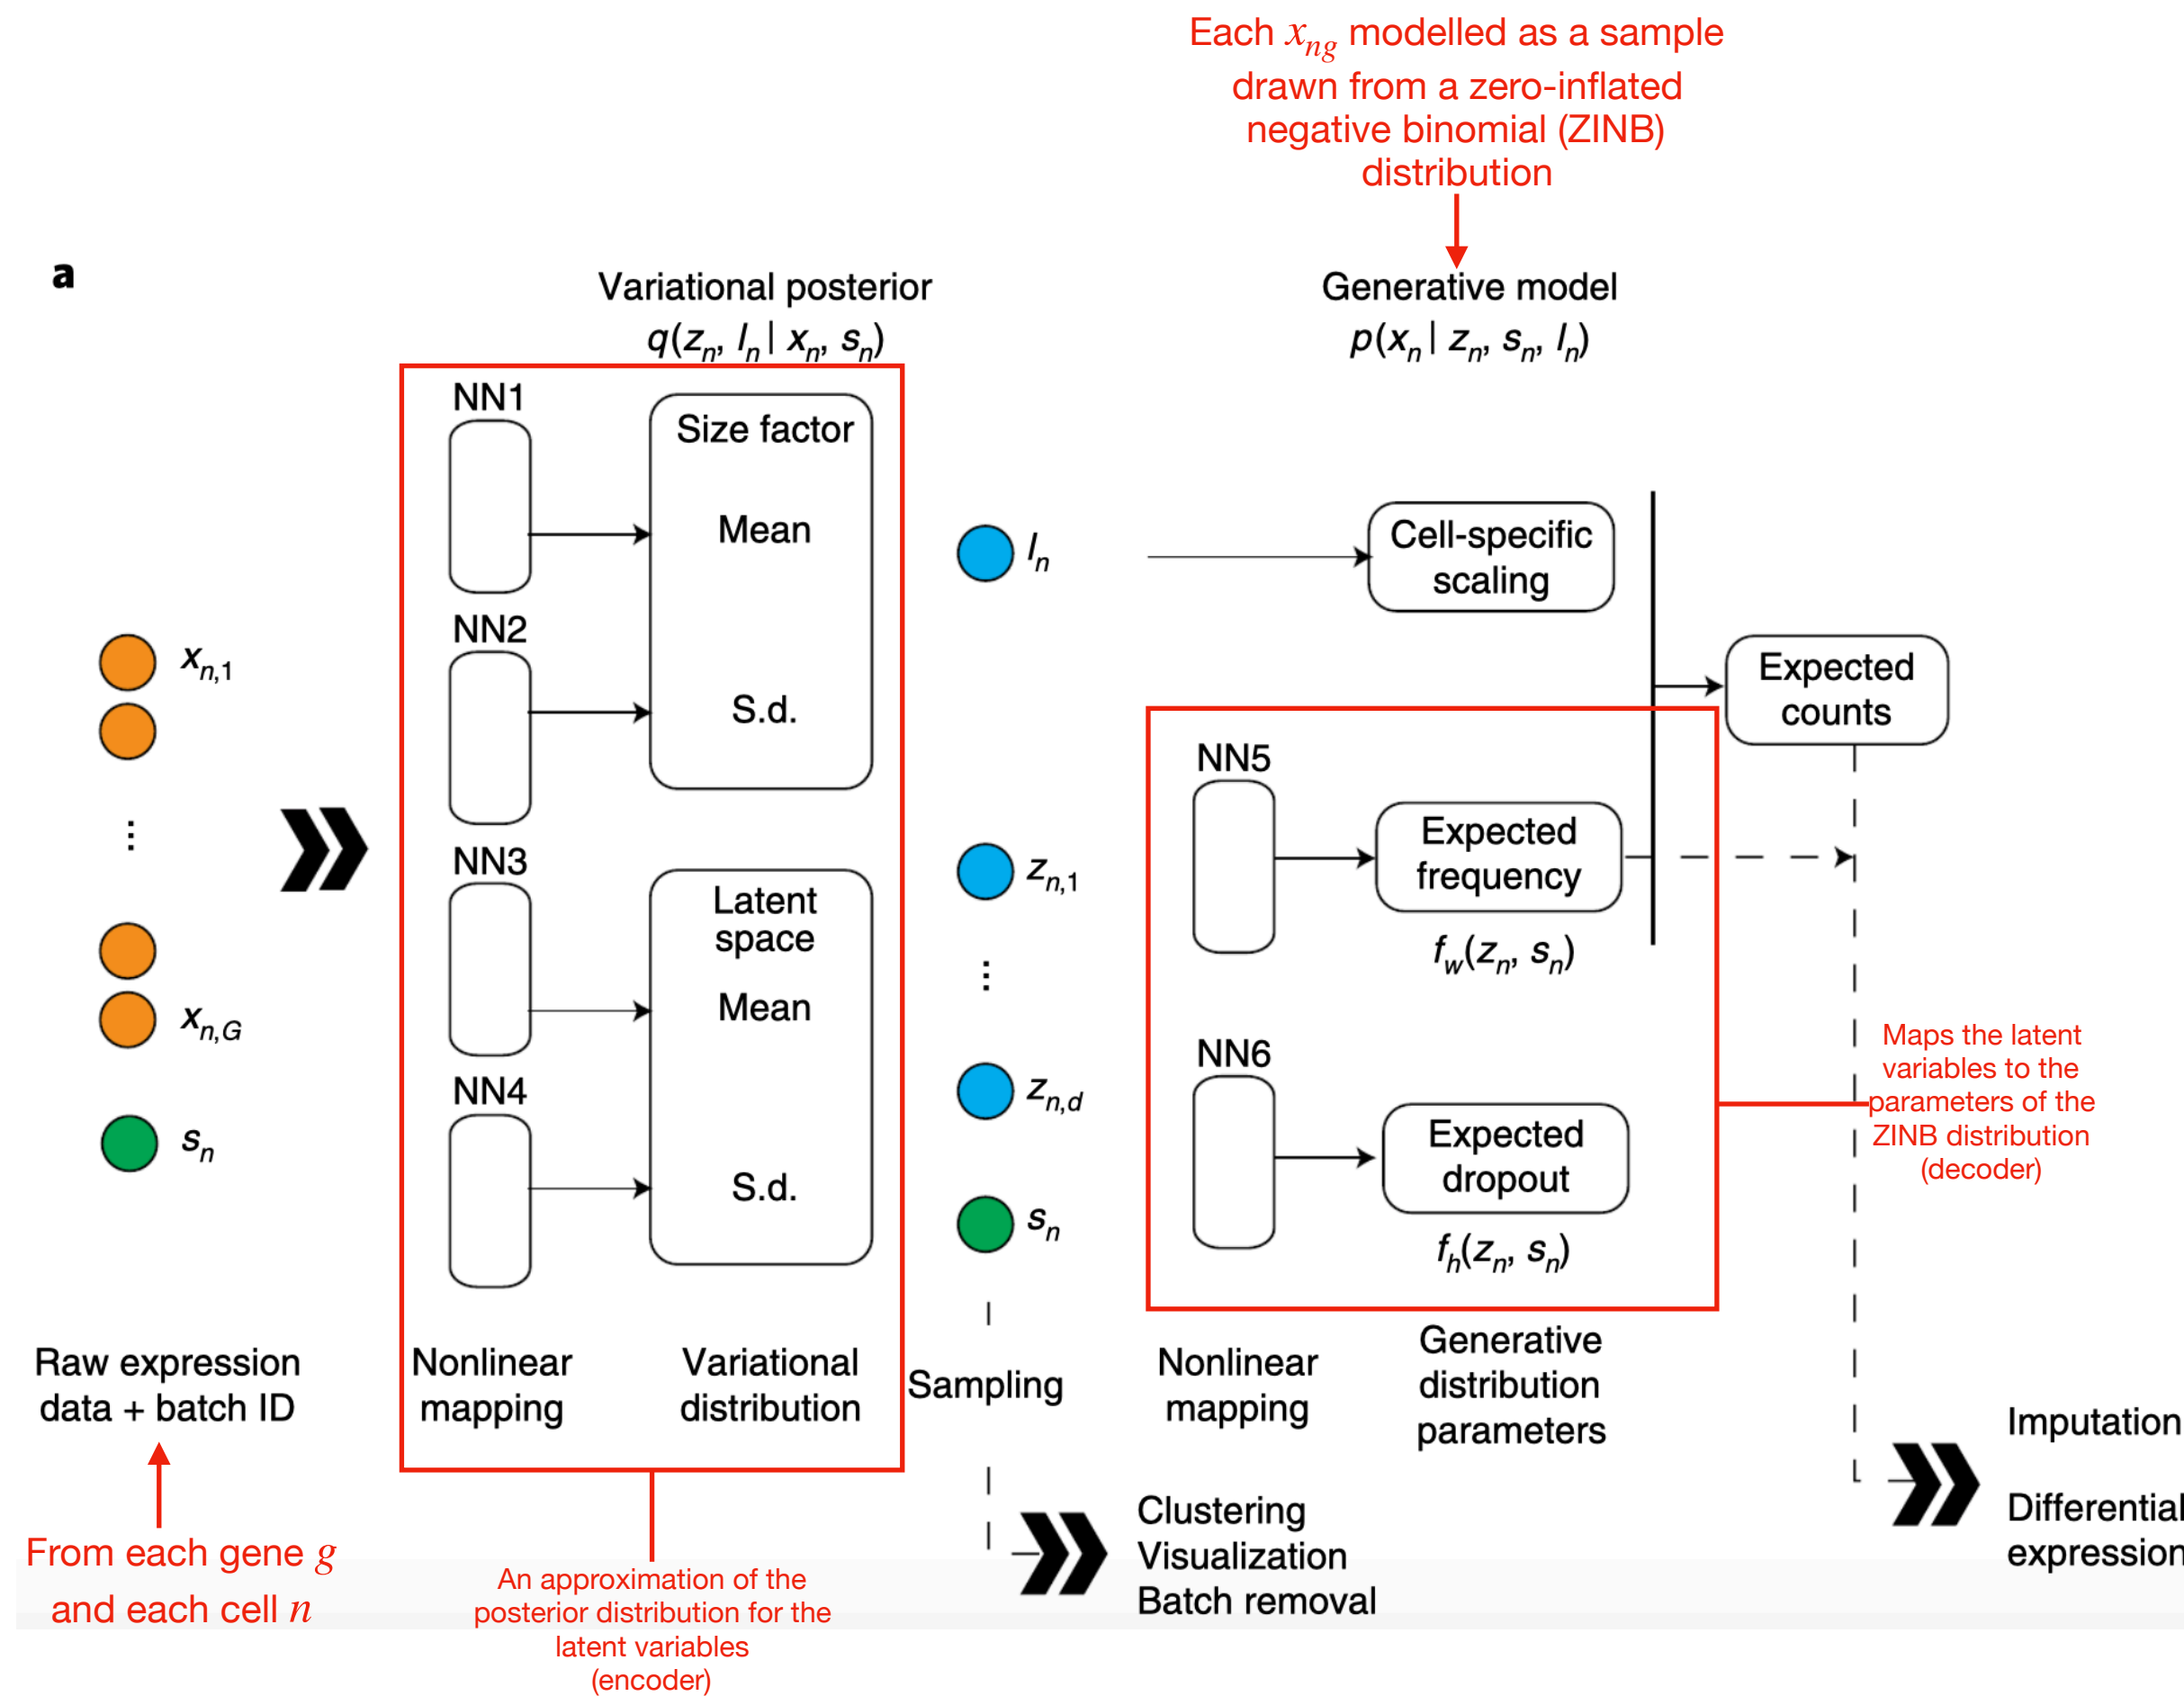 Each x_ng modelled as a sample
drawn from a zero-inflated
negative binomial (ZINB)
distribution
a
Variational posterior
q(z_n, l_n | x_n, s_n)
Generative model
p(x_n | z_n, s_n, l_n)
NN1
Size factor
Mean
NN2
S.d.
NN3
Latent
space
Mean
NN4
S.d.
x_n,1
⋮
x_n,G
s_n
l_n
z_n,1
⋮
z_n,d
s_n
Cell-specific
scaling
Expected
counts
NN5
Expected
frequency
f_w(z_n, s_n)
NN6
Expected
dropout
f_h(z_n, s_n)
Maps the latent
variables to the
parameters of the
ZINB distribution
(decoder)
Raw expression
data + batch ID
Nonlinear
mapping
Variational
distribution
Sampling
Nonlinear
mapping
Generative
distribution
parameters
From each gene g
and each cell n
An approximation of the
posterior distribution for the
latent variables
(encoder)
Clustering
Visualization
Batch removal
Imputation
Differential
expression